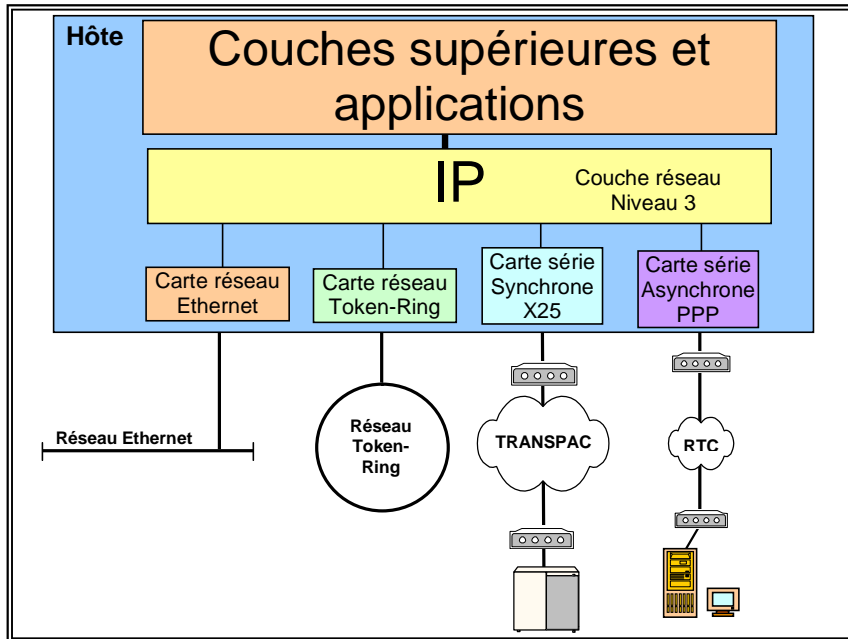 Hôte
Couches supérieures et
applications
IP
Couche réseau
Niveau 3
Carte réseau
Ethernet
Carte réseau
Token-Ring
Carte série
Synchrone
X25
Carte série
Asynchrone
PPP
Réseau Ethernet
Réseau
Token-
Ring
TRANSPAC
RTC